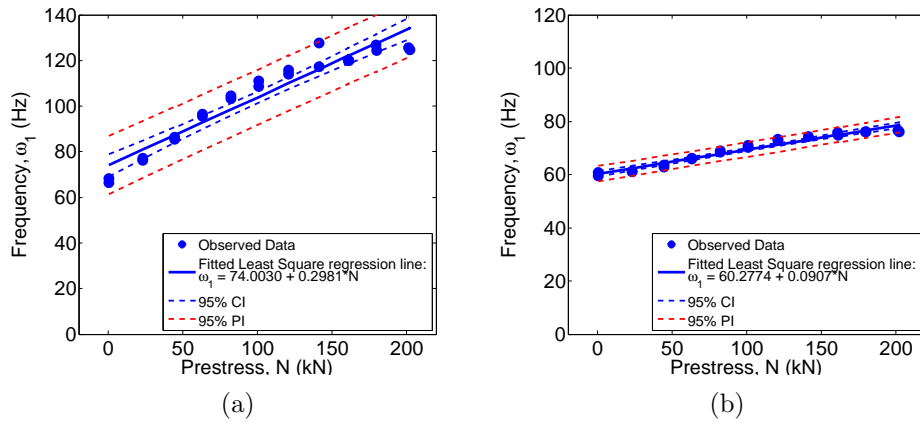 140
120
100
80
60
40
20
0
Frequency, ω1 (Hz)
Observed Data
Fitted Least Square regression line:
ω1 = 74.0030 + 0.2981*N
95% CI
95% PI
0 50 100 150 200
Prestress, N (kN)
(a)
120
100
80
60
40
20
0
Frequency, ω1 (Hz)
Observed Data
Fitted Least Square regression line:
ω1 = 60.2774 + 0.0907*N
95% CI
95% PI
0 50 100 150 200
Prestress, N (kN)
(b)